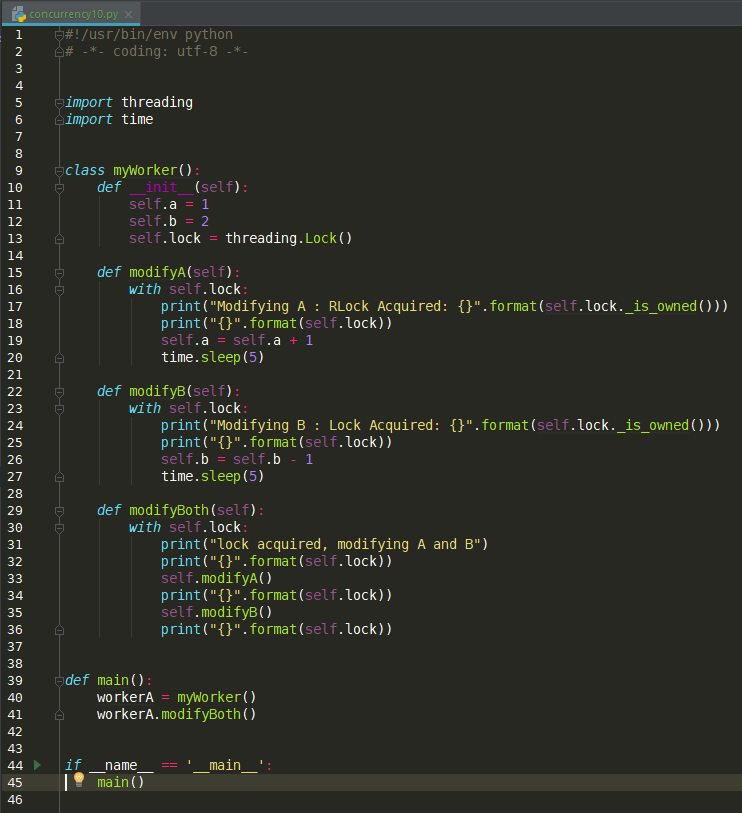 concurrency10.py
1 #!/usr/bin/env python
2 # -*- coding: utf-8 -*-
3
4
5 import threading
6 import time
7
8
9 class myWorker():
10     def __init__(self):
11         self.a = 1
12         self.b = 2
13         self.lock = threading.Lock()
14
15     def modifyA(self):
16         with self.lock:
17             print("Modifying A : RLock Acquired: {}".format(self.lock._is_owned()))
18             print("{}".format(self.lock))
19             self.a = self.a + 1
20             time.sleep(5)
21
22     def modifyB(self):
23         with self.lock:
24             print("Modifying B : Lock Acquired: {}".format(self.lock._is_owned()))
25             print("{}".format(self.lock))
26             self.b = self.b - 1
27             time.sleep(5)
28
29     def modifyBoth(self):
30         with self.lock:
31             print("lock acquired, modifying A and B")
32             print("{}".format(self.lock))
33             self.modifyA()
34             print("{}".format(self.lock))
35             self.modifyB()
36             print("{}".format(self.lock))
37
38
39 def main():
40     workerA = myWorker()
41     workerA.modifyBoth()
42
43
44 if __name__ == '__main__':
45     main()
46